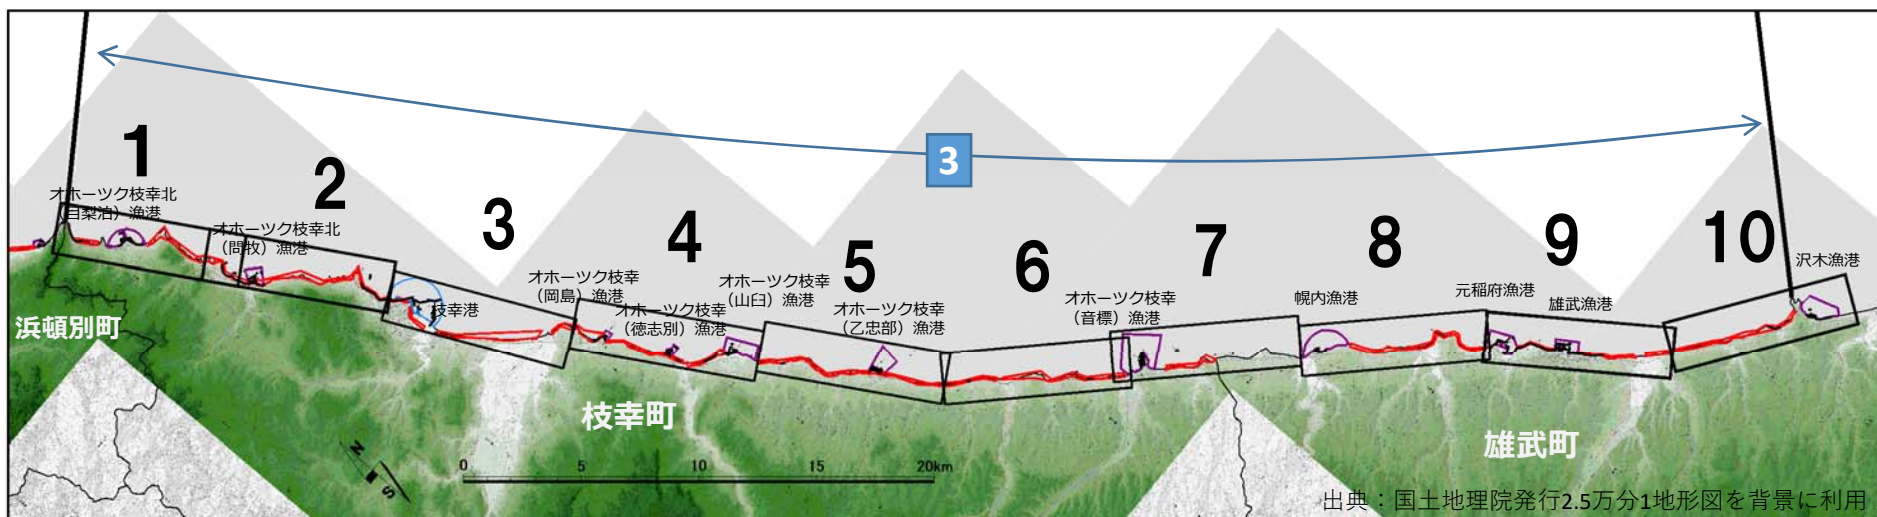 3
1
オホーツク枝幸北
（目梨泊）漁港
2
オホーツク枝幸北
（問牧）漁港
3
枝幸港
オホーツク枝幸
（岡島）漁港
4
オホーツク枝幸
（徳志別）漁港
オホーツク枝幸
（山臼）漁港
5
オホーツク枝幸
（乙忠部）漁港
6
オホーツク枝幸
（音標）漁港
7
8
幌内漁港
9
元稲府漁港
雄武漁港
10
沢木漁港
浜頓別町
枝幸町
雄武町
N
S
0
5
10
15
20km
出典：国土地理院発行2.5万分1地形図を背景に利用